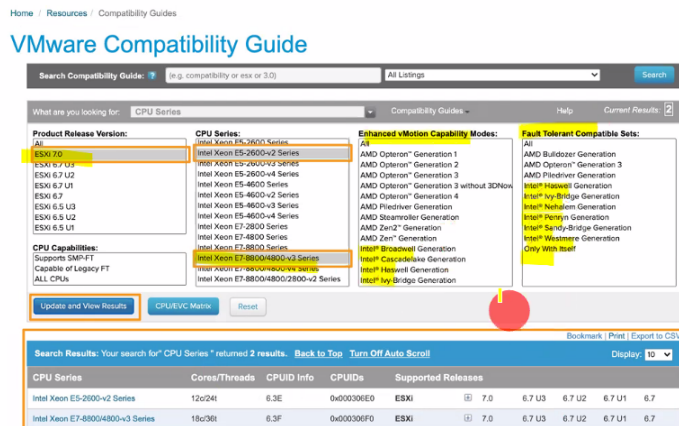 Home / Resources / Compatibility Guides
VMware Compatibility Guide
Search Compatibility Guide: ? (e.g. compatibility or esx or 3.0) All Listings Search
What are you looking for: CPU Series Compatibility Guides Help Current Results: 2
Product Release Version:
All
ESXi 7.0
ESXi 6.7 U3
ESXi 6.7 U2
ESXi 6.7 U1
ESXi 6.7
ESXi 6.5 U3
ESXi 6.5 U2
ESXi 6.5 U1
CPU Capabilities:
Supports SMP-FT
Capable of Legacy FT
ALL CPUs
CPU Series:
Intel Xeon E5-2600 Series
Intel Xeon E5-2600-v2 Series
Intel Xeon E5-2600-v3 Series
Intel Xeon E5-2600-v4 Series
Intel Xeon E5-4600 Series
Intel Xeon E5-4600-v2 Series
Intel Xeon E5-4600-v3 Series
Intel Xeon E5-4600-v4 Series
Intel Xeon E7-2800 Series
Intel Xeon E7-4800 Series
Intel Xeon E7-8800 Series
Intel Xeon E7-8800/4800-v3 Series
Intel Xeon E7-8800/4800-v4 Series
Intel Xeon E7-8800/4800/2800-v2 Series
Enhanced vMotion Capability Modes:
All
AMD Opteron™ Generation 1
AMD Opteron™ Generation 2
AMD Opteron™ Generation 3
AMD Opteron™ Generation 3 without 3DNow
AMD Opteron™ Generation 4
AMD Piledriver Generation
AMD Steamroller Generation
AMD Zen2™ Generation
AMD Zen™ Generation
Intel® Broadwell Generation
Intel® Cascadelake Generation
Intel® Haswell Generation
Intel® Ivy-Bridge Generation
Fault Tolerant Compatible Sets:
All
AMD Bulldozer Generation
AMD Opteron™ Generation 3
AMD Piledriver Generation
Intel® Haswell Generation
Intel® Ivy-Bridge Generation
Intel® Nehalem Generation
Intel® Penryn Generation
Intel® Sandy-Bridge Generation
Intel® Westmere Generation
Only With Itself
Update and View Results CPU/EVC Matrix Reset
Bookmark | Print | Export to CSV
Search Results: Your search for" CPU Series " returned 2 results. Back to Top Turn Off Auto Scroll Display: 10
CPU Series Cores/Threads CPUID Info CPUIDs Supported Releases
Intel Xeon E5-2600-v2 Series 12c/24t 6.3E 0x000306E0 ESXi 7.0 6.7 U3 6.7 U2 6.7 U1 6.7
Intel Xeon E7-8800/4800-v3 Series 18c/36t 6.3F 0x000306F0 ESXi 7.0 6.7 U3 6.7 U2 6.7 U1 6.7